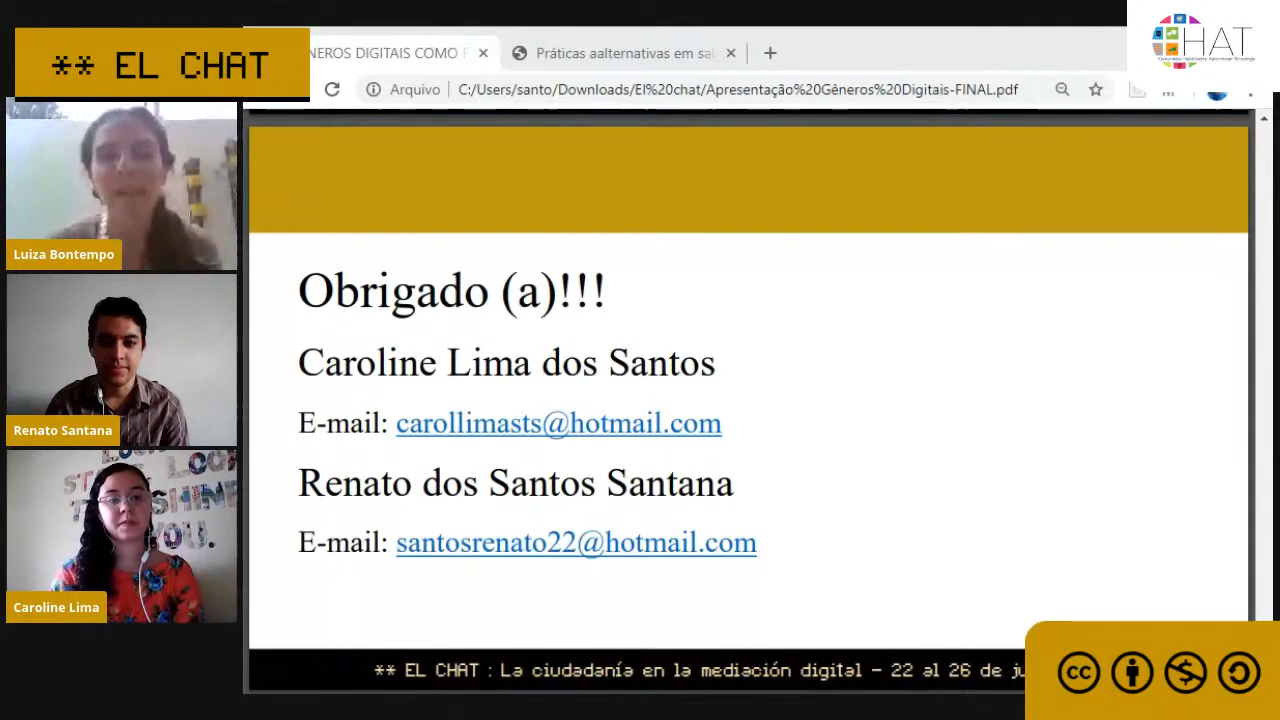 ** EL CHAT
NEROS DIGITAIS COMO
Práticas aalternativas em sal
Arquivo
C:/Users/santo/Downloads/El%20chat/Apresentação%20Gêneros%20Digitais-FINAL.pdf
CHAT
Luiza Bontempo
Renato Santana
Caroline Lima
Obrigado (a)!!!
Caroline Lima dos Santos
E-mail: carollimasts@hotmail.com
Renato dos Santos Santana
E-mail: santosrenato22@hotmail.com
** EL CHAT : La ciudadanía en la mediación digital – 22 al 26 de ju
cc